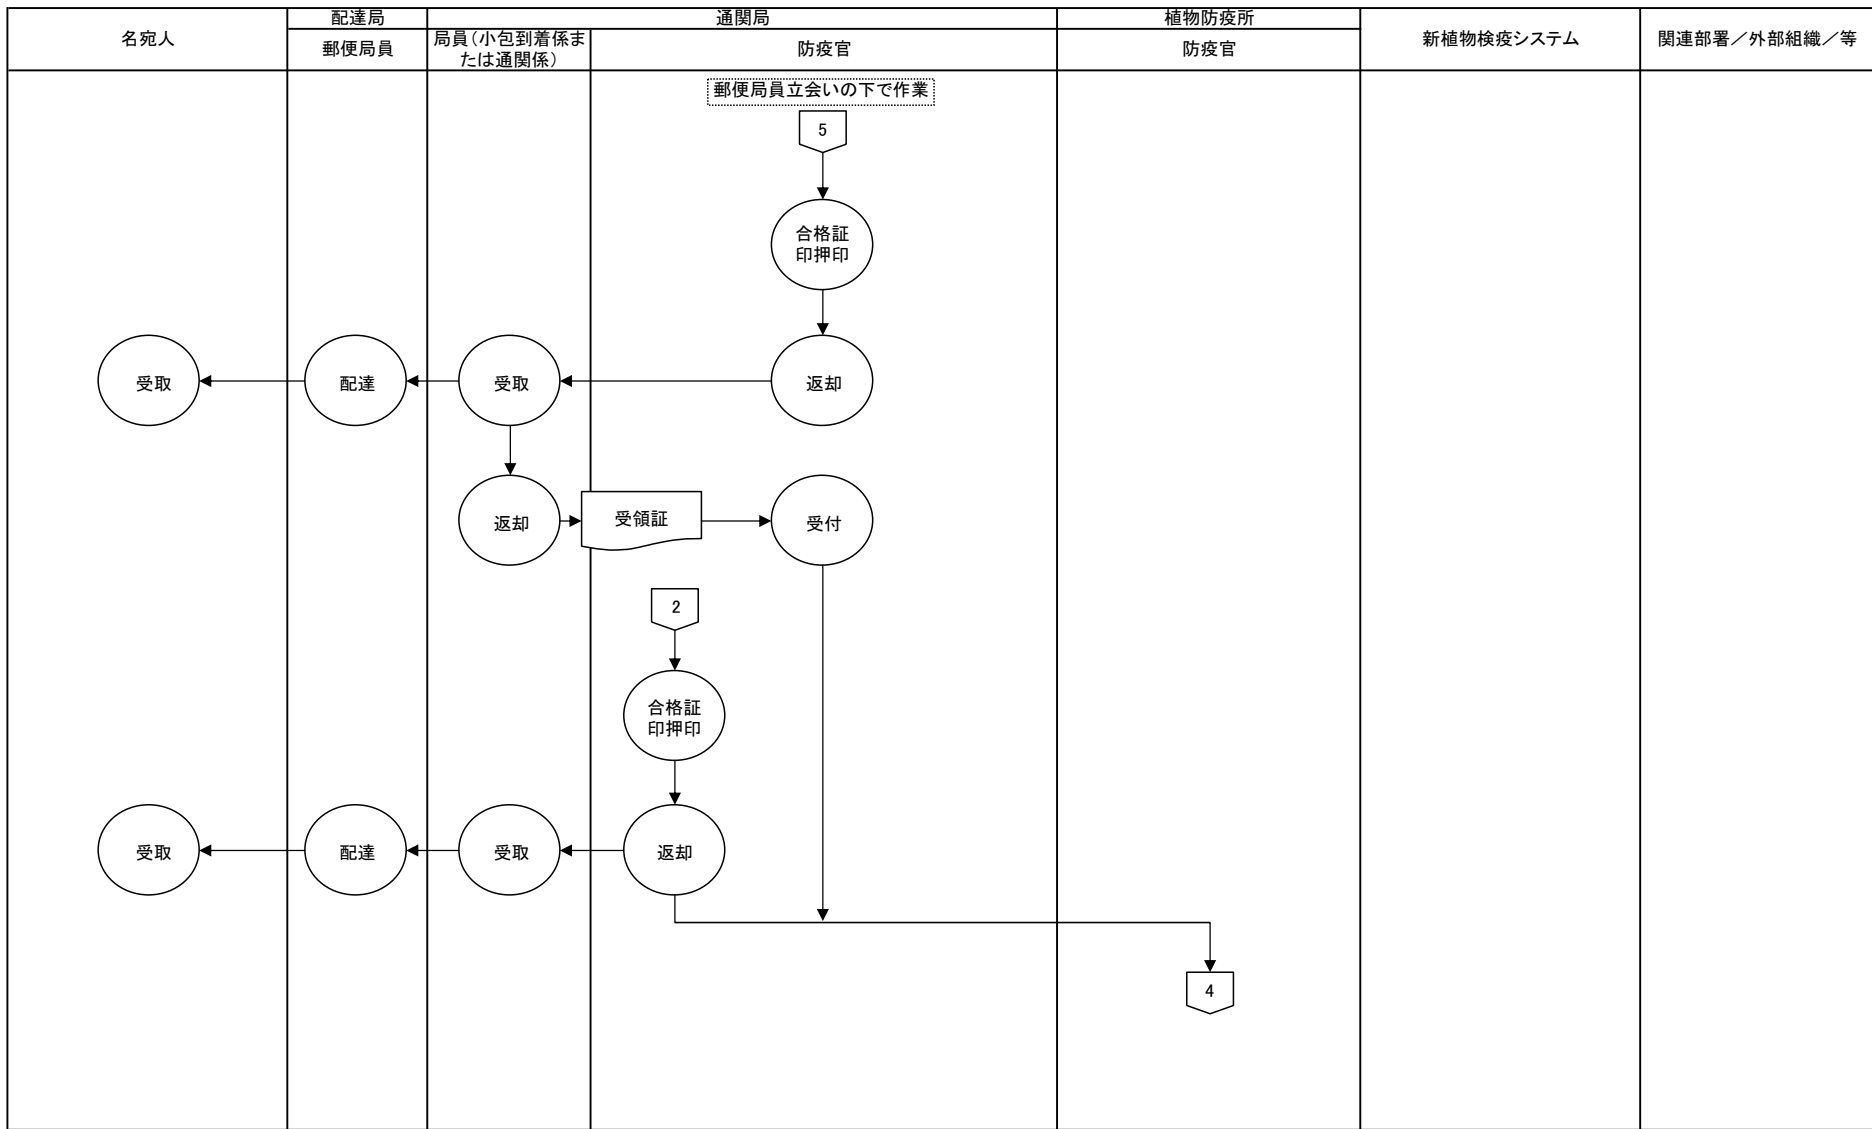 配達局
通関局
植物防疫所
名宛人
郵便局員
局員（小包到着係ま
たは通関係）
防疫官
防疫官
新植物検疫システム
関連部署／外部組織／等
郵便局員立会いの下で作業
5
合格証
印押印
受取
配達
受取
返却
返却
受領証
受付
2
合格証
印押印
受取
配達
受取
返却
4